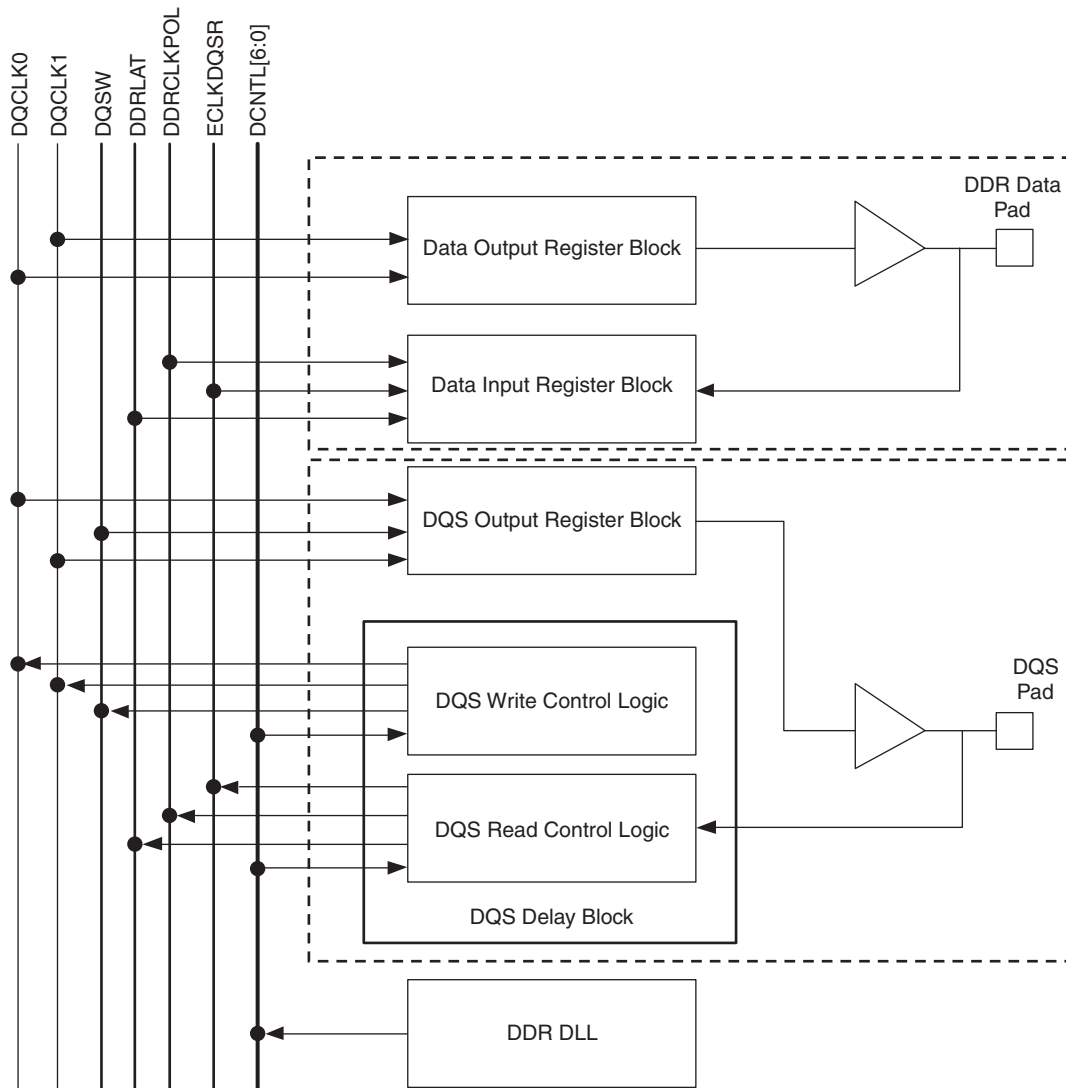 DQCLK0
DQCLK1
DQSW
DDRLAT
DDRCLKPOL
ECLKDQSR
DCNTL[6:0]
DDR Data
Pad
Data Output Register Block
Data Input Register Block
DQS Output Register Block
DQS Write Control Logic
DQS
Pad
DQS Read Control Logic
DQS Delay Block
DDR DLL